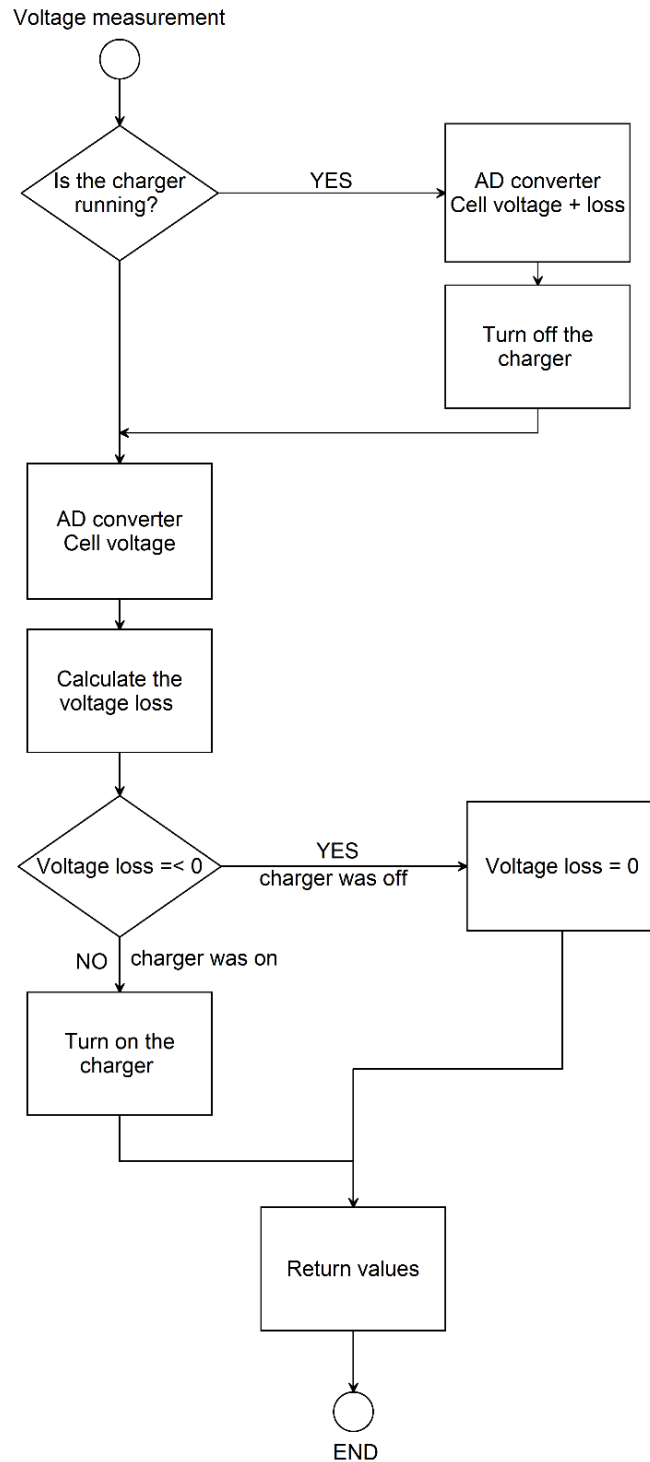 Voltage measurement
Is the charger
running?
YES
AD converter
Cell voltage + loss
Turn off the
charger
AD converter
Cell voltage
Calculate the
voltage loss
Voltage loss =< 0
YES
charger was off
Voltage loss = 0
NO
charger was on
Turn on the
charger
Return values
END